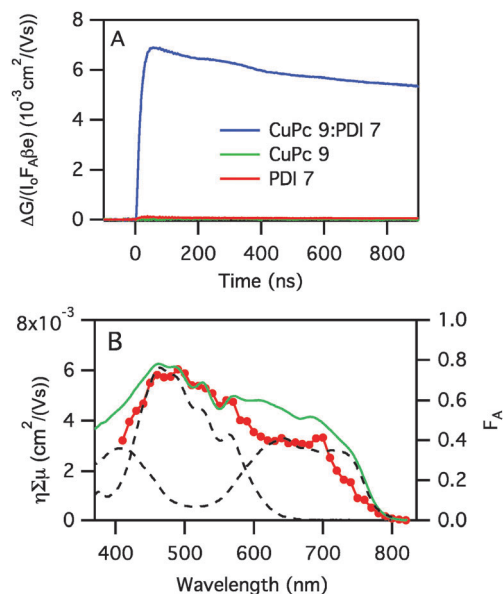 A
ΔG/(I₀F_Aβe) (10⁻³cm²/(Vs))
8
6
4
2
0
CuPc 9:PDI 7
CuPc 9
PDI 7
0 200 400 600 800
Time (ns)
B
ηΣμ (cm²/(Vs))
8x10⁻³
6
4
2
0
1.0
0.8
0.6
0.4
0.2
0.0
F_A
400 500 600 700 800
Wavelength (nm)